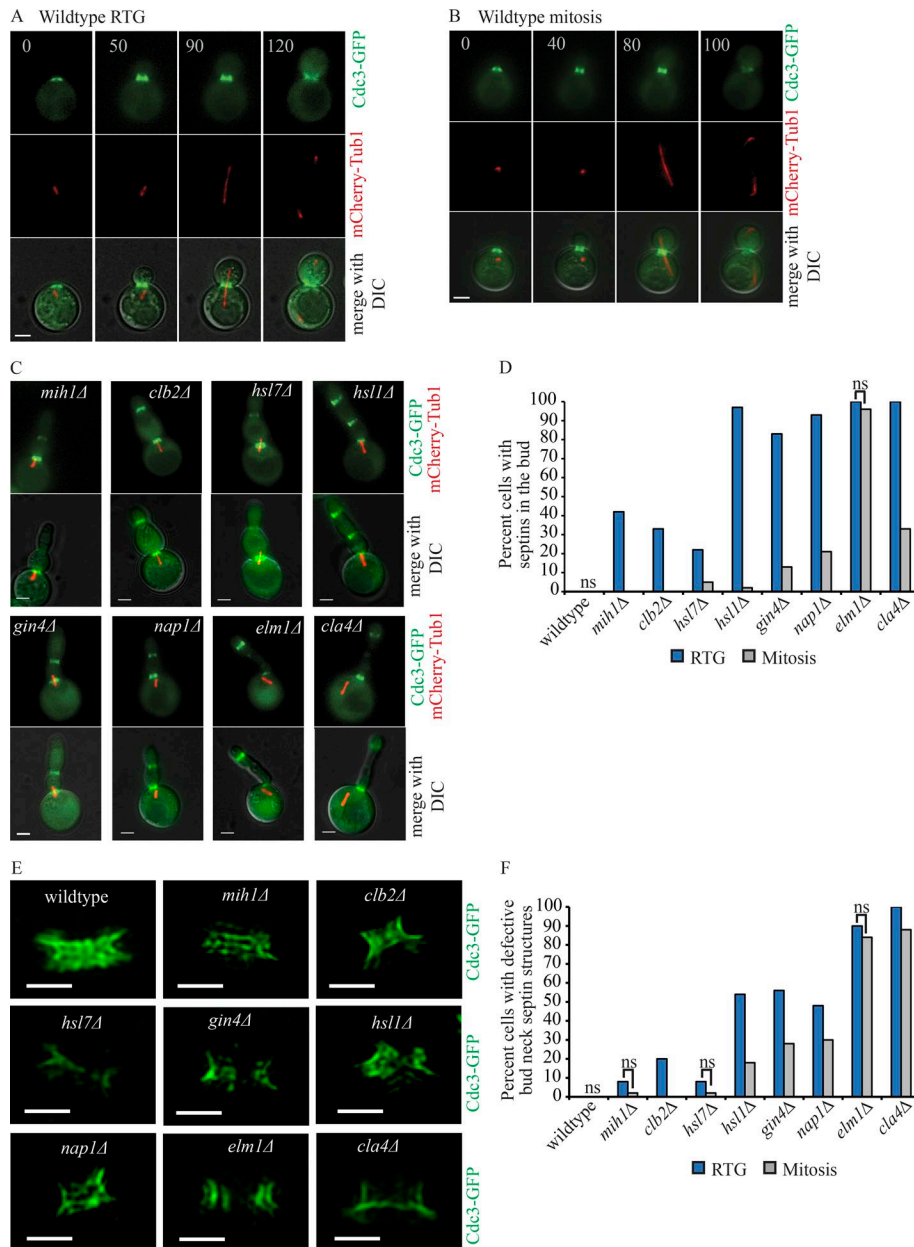 A Wildtype RTG
0 50 90 120
Cdc3-GFP
mCherry-Tub1
merge with
DIC
B Wildtype mitosis
0 40 80 100
Cdc3-GFP
mCherry-Tub1
merge with
DIC
C
mih1Δ clb2Δ hsl7Δ hsl1Δ
Cdc3-GFP
mCherry-Tub1
merge with
DIC
gin4Δ nap1Δ elm1Δ cla4Δ
Cdc3-GFP
mCherry-Tub1
merge with
DIC
D
Percent cells with
septins in the bud
100
90
80
70
60
50
40
30
20
10
0
ns
ns
wildtype mih1Δ clb2Δ hsl7Δ hsl1Δ gin4Δ nap1Δ elm1Δ cla4Δ
RTG Mitosis
E
wildtype mih1Δ clb2Δ
Cdc3-GFP
hsl7Δ gin4Δ hsl1Δ
Cdc3-GFP
nap1Δ elm1Δ cla4Δ
Cdc3-GFP
F
Percent cells with defective
bud neck septin structures
100
90
80
70
60
50
40
30
20
10
0
ns
ns
ns
ns
wildtype mih1Δ clb2Δ hsl7Δ hsl1Δ gin4Δ nap1Δ elm1Δ cla4Δ
RTG Mitosis